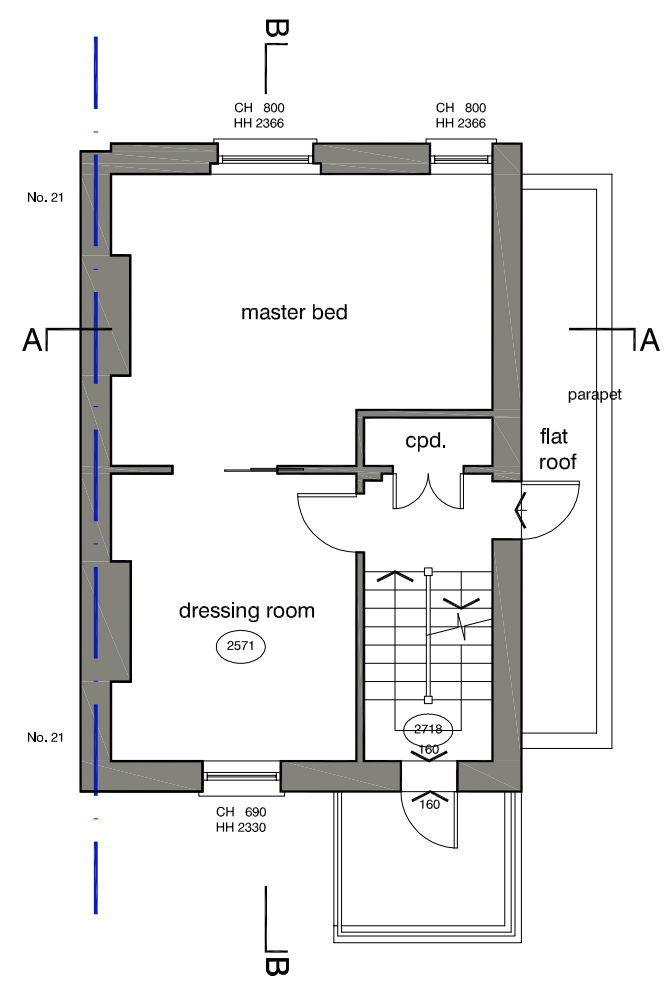 B
CH 800
HH 2366
CH 800
HH 2366
No. 21
master bed
A
A
parapet
cpd.
flat
roof
dressing room
2571
2718
160
No. 21
160
CH 690
HH 2330
B